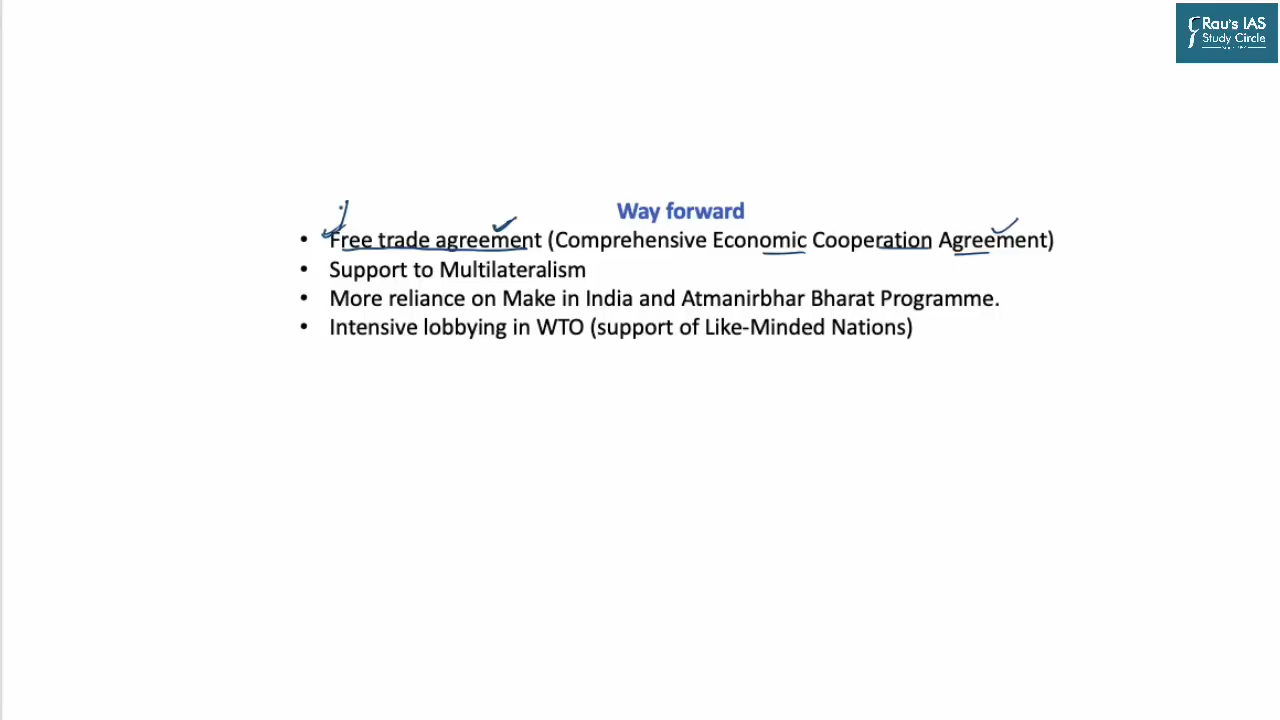 Rau's IAS
Study Circle
Way forward
• Free trade agreement (Comprehensive Economic Cooperation Agreement)
• Support to Multilateralism
• More reliance on Make in India and Atmanirbhar Bharat Programme.
• Intensive lobbying in WTO (support of Like-Minded Nations)